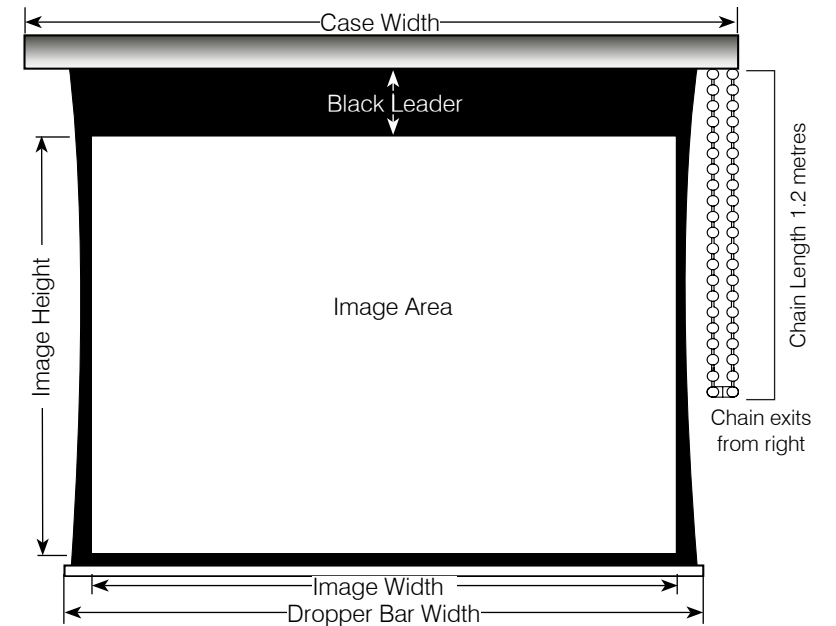 Case Width
Black Leader
Chain Length 1.2 metres
Image Height
Image Area
Chain exits
from right
Image Width
Dropper Bar Width